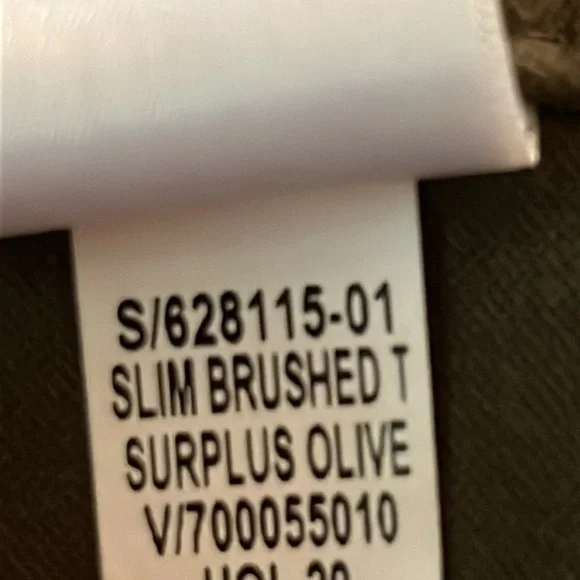 S/628115-01
SLIM BRUSHED T
SURPLUS OLIVE
V/700055010